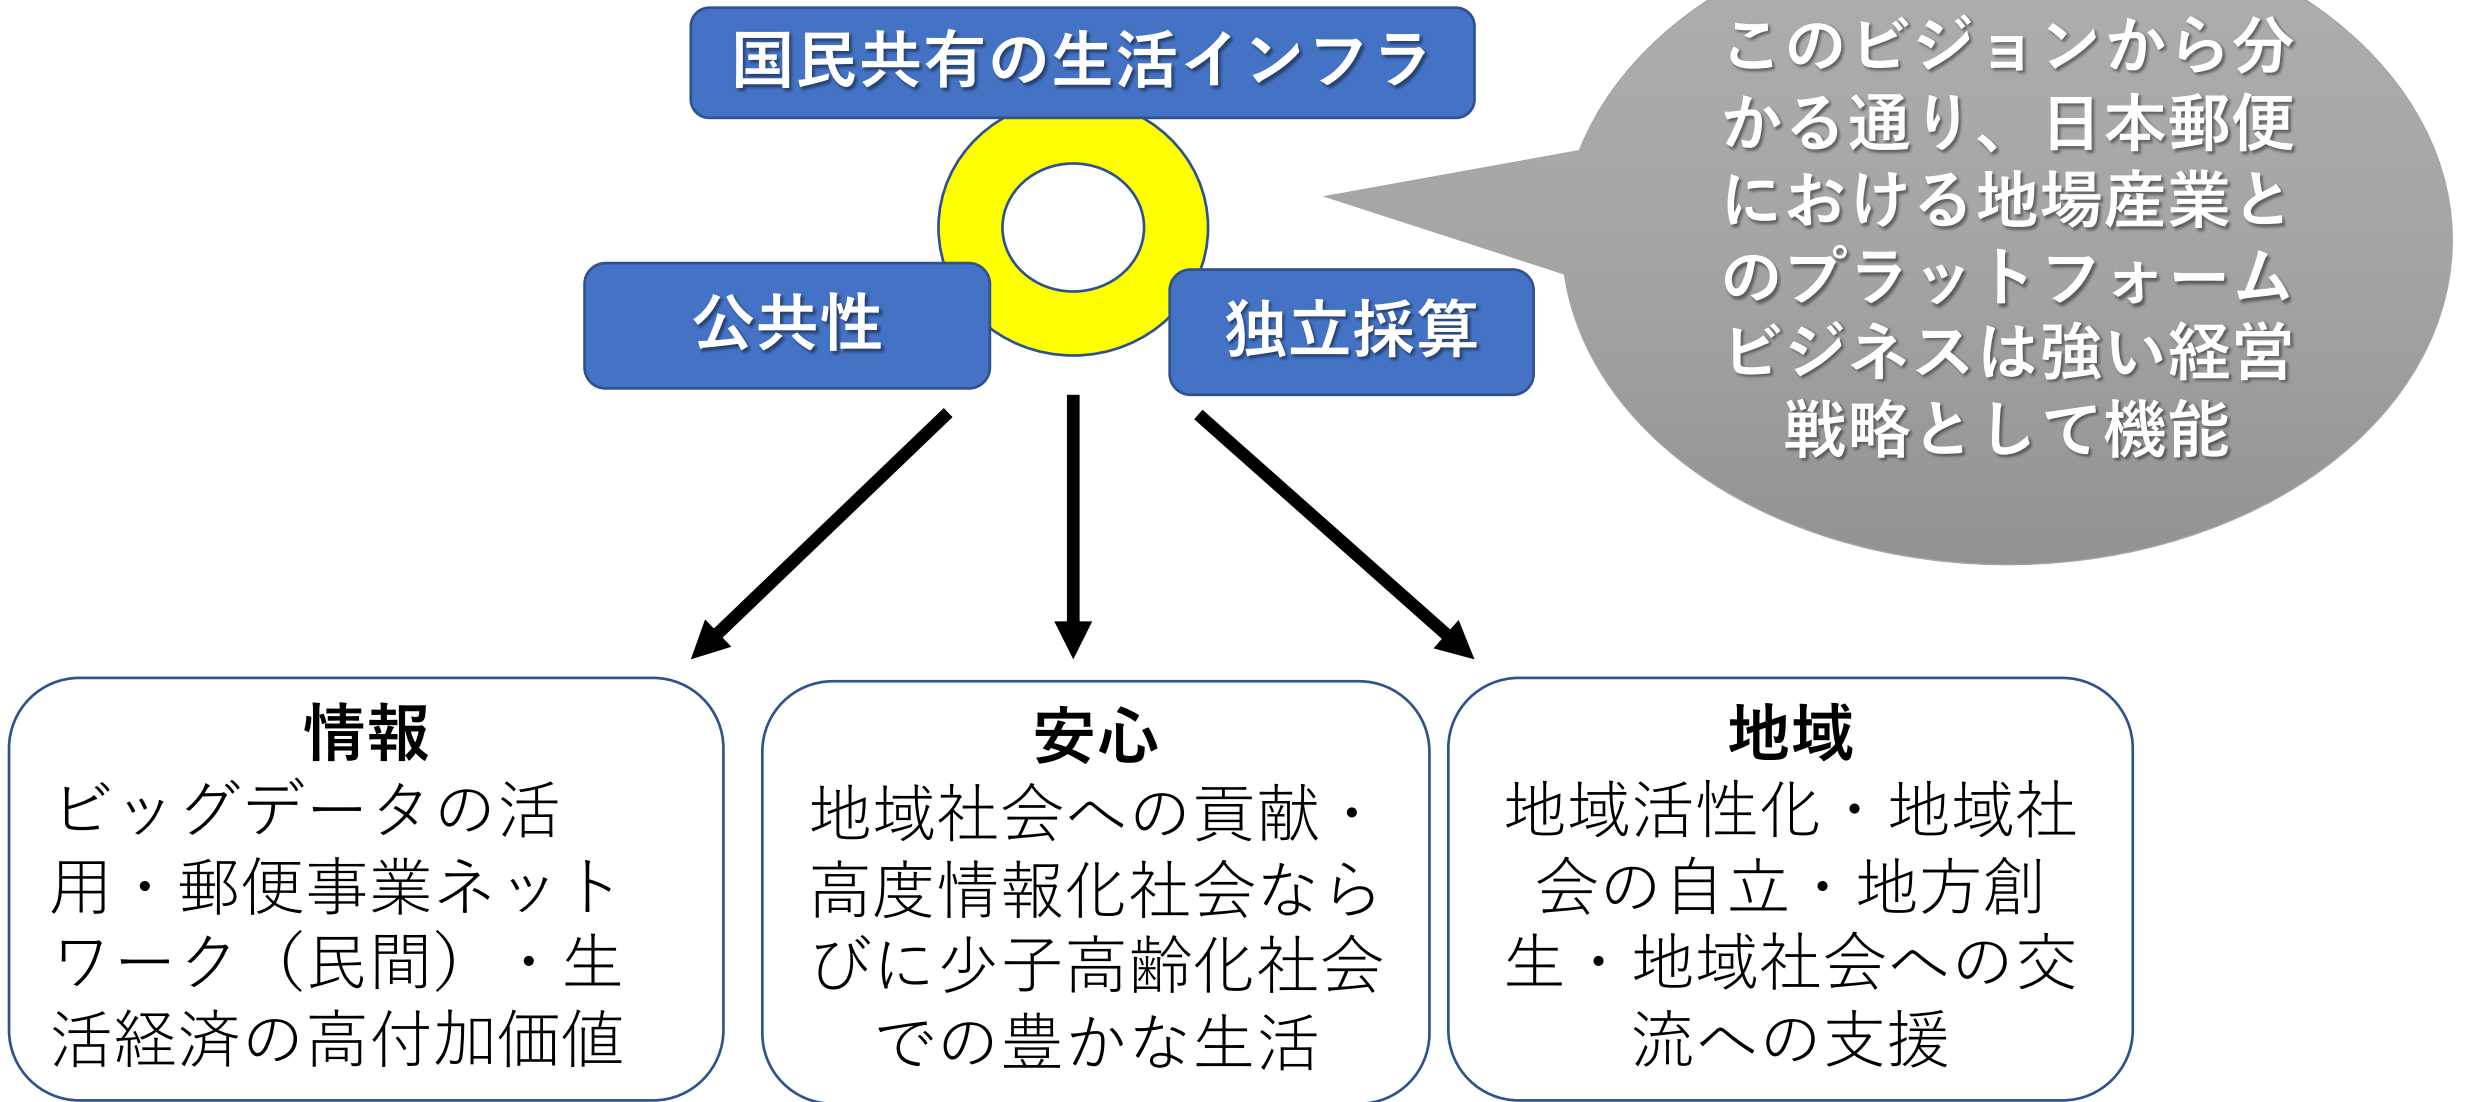 国民共有の生活インフラ
公共性
独立採算
このビジョンから分
かる通り、日本郵便
における地場産業と
のプラットフォーム
ビジネスは強い経営
戦略として機能
情報
ビッグデータの活
用・郵便事業ネット
ワーク（民間）・生
活経済の高付加価値
安心
地域社会への貢献・
高度情報化社会なら
びに少子高齢化社会
での豊かな生活
地域
地域活性化・地域社
会の自立・地方創
生・地域社会への交
流への支援